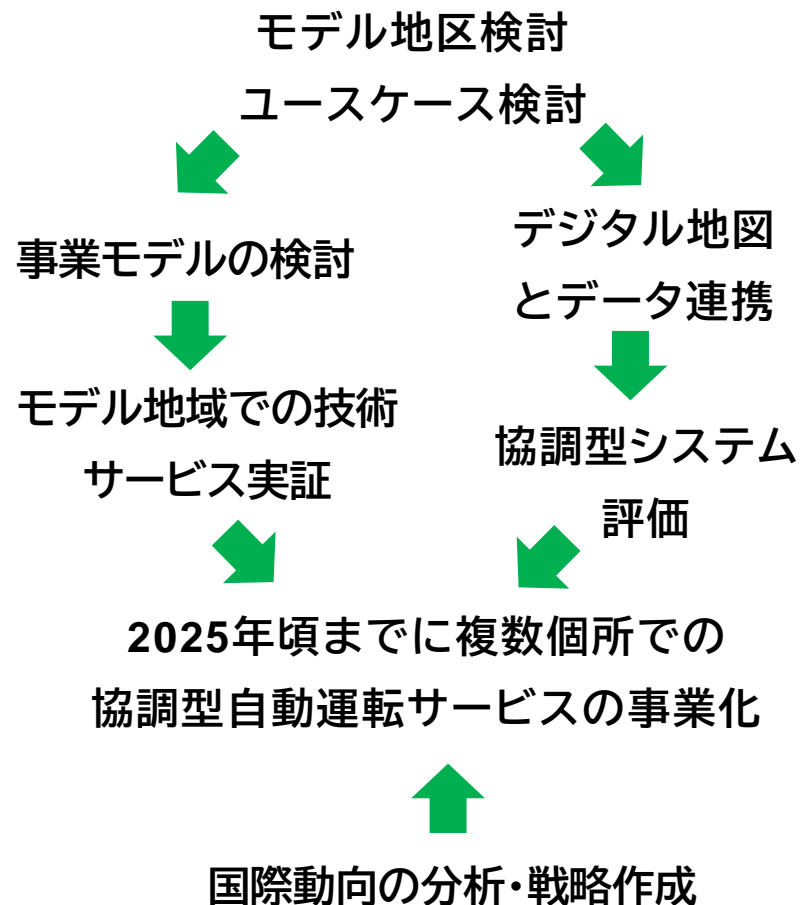 モデル地区検討
ユースケース検討
事業モデルの検討
デジタル地図
とデータ連携
モデル地域での技術
サービス実証
協調型システム
評価
2025年頃までに複数個所での
協調型自動運転サービスの事業化
国際動向の分析・戦略作成